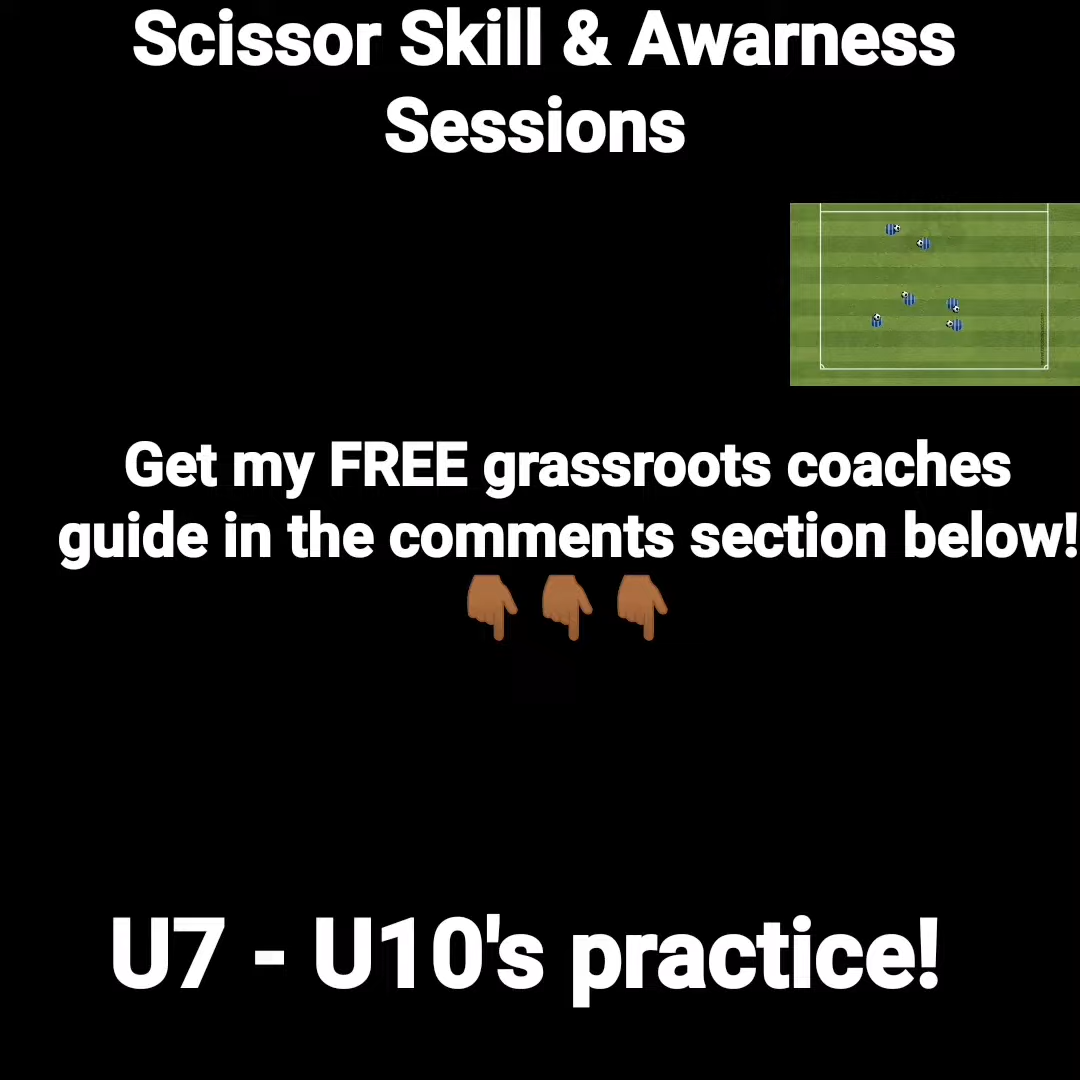 Scissor Skill & Awarness
Sessions
Get my FREE grassroots coaches
guide in the comments section below!
👇🏾👇🏾👇🏾
U7 - U10's practice!